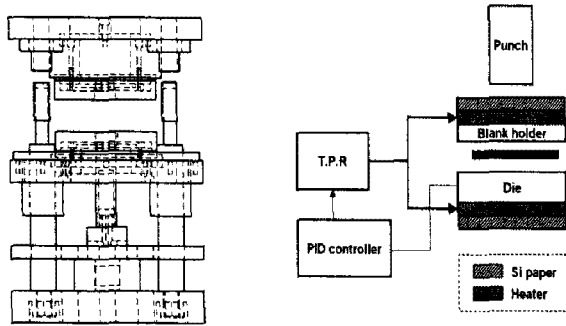 Punch
Blank holder
T.P.R
Die
PID controller
Si paper
Heater